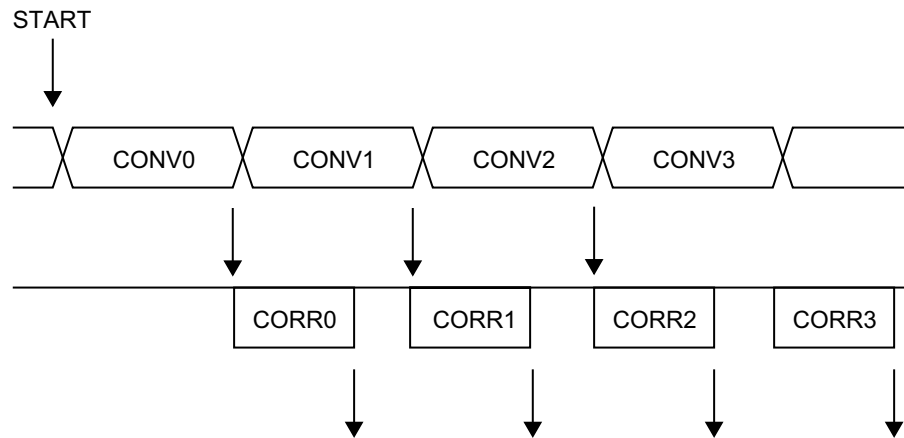 START
CONV0 CONV1 CONV2 CONV3
CORR0 CORR1 CORR2 CORR3